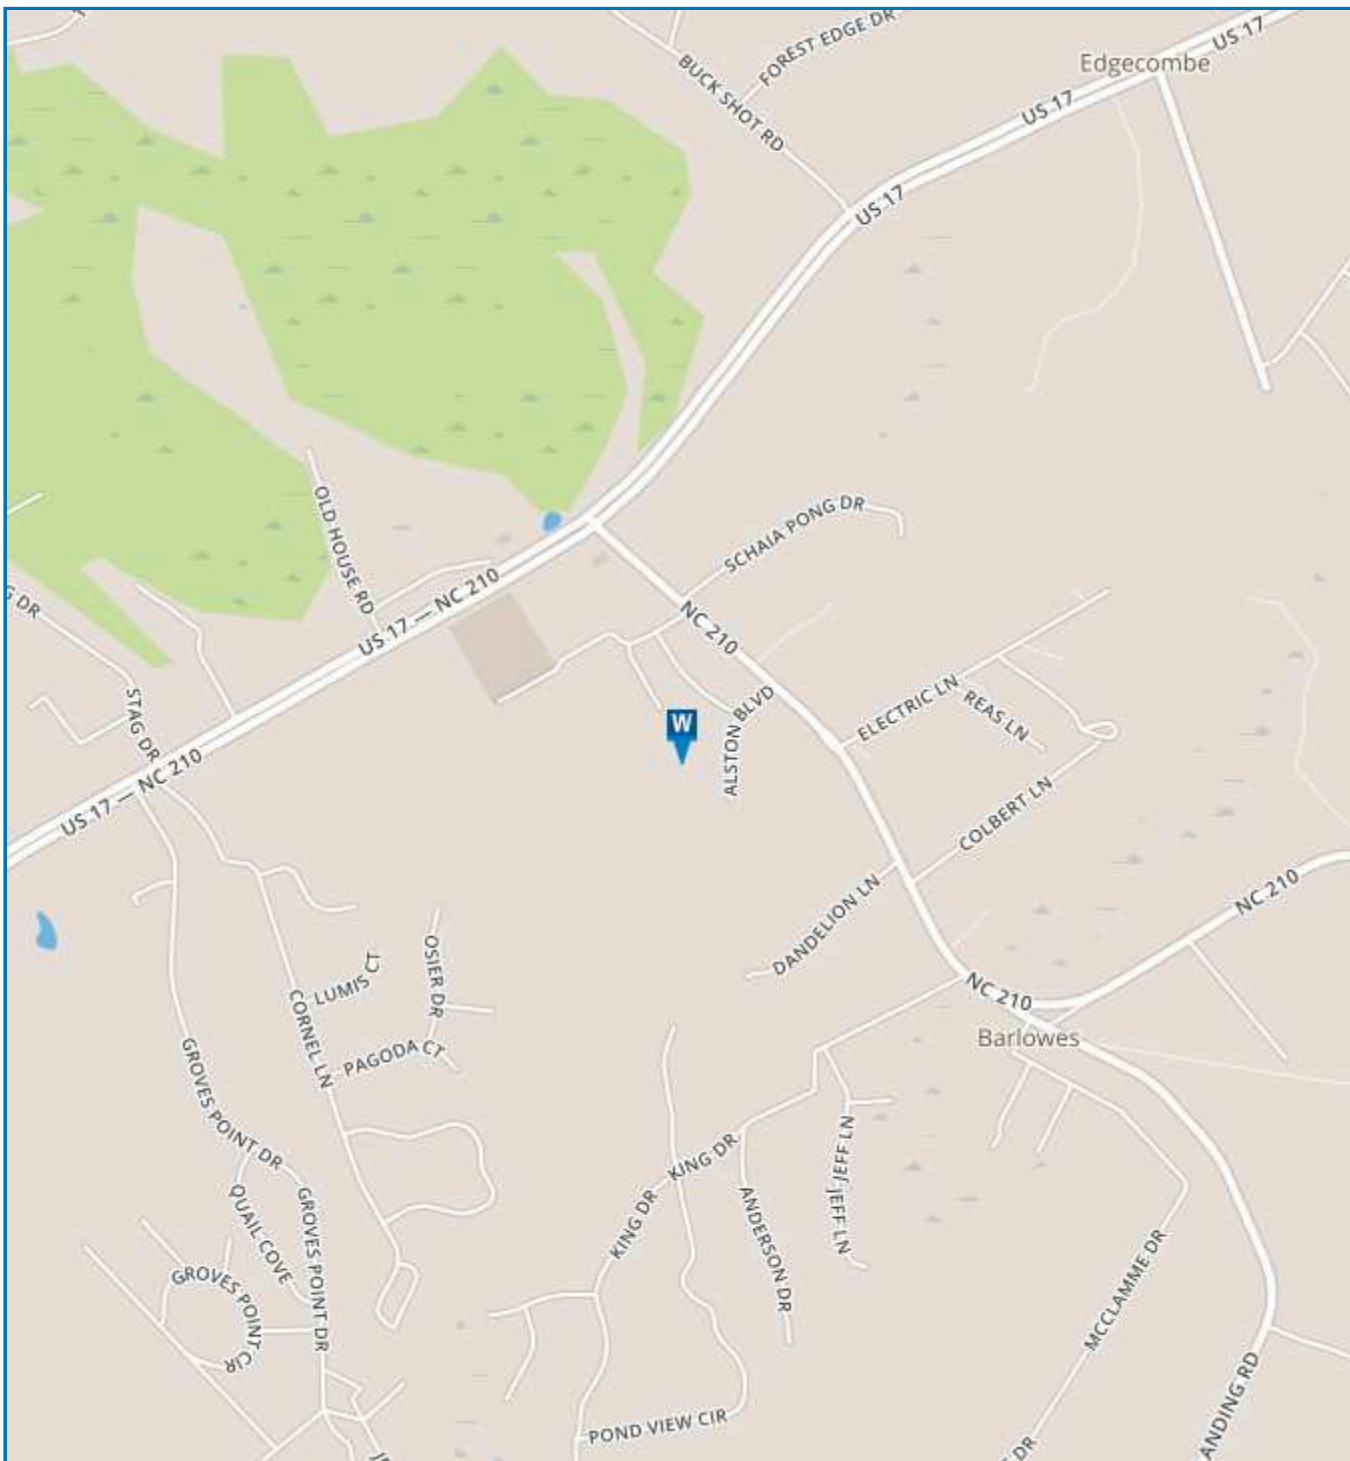 FOREST EDGE DR
US 17
Edgecombe
BUCK SHOT RD
US 17
US 17
OLD HOUSE RD
SCHAIA PONG DR
US 17 — NC 210
NC 210
DR
STAG DR
W
ALSTON BLVD
ELECTRIC LN
REAS LN
US 17 — NC 210
COLBERT LN
DANDELION LN
NC 210
OSIER DR
LUMIS CT
CORNEL LN
NC 210
Barlowes
PAGODA CT
GROVES POINT DR
KING DR
JEFF LN
JEFF LN
QUAIL COVE
GROVES POINT DR
KING DR
ANDERSON DR
GROVES POINT CIR
MCCLAMME DR
ANDING RD
POND VIEW CIR
DR